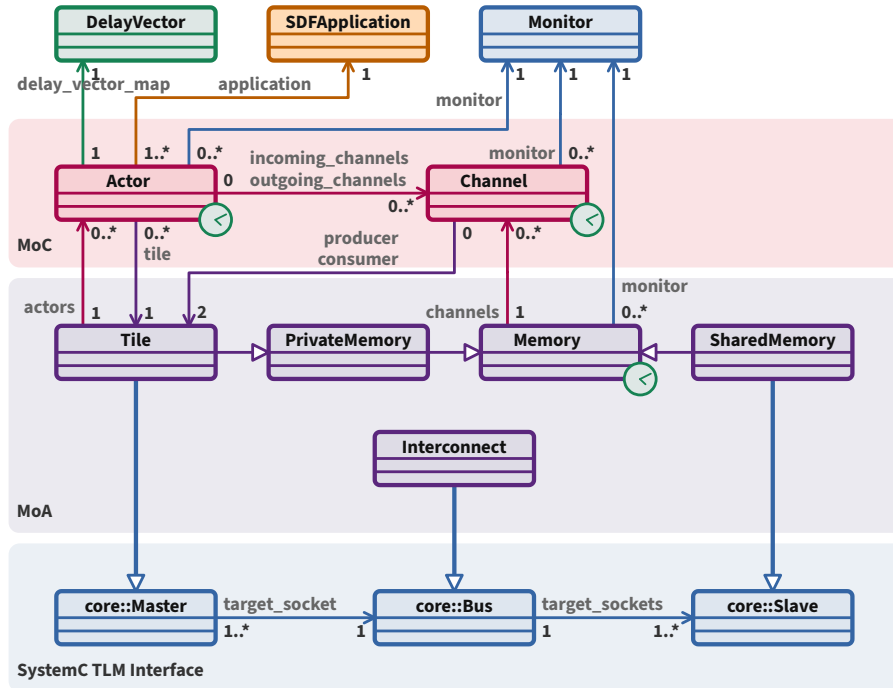 DelayVector
SDFApplication
Monitor
1
1
1
1
1
delay_vector_map
application
monitor
1
1..*
0..*
incoming_channels
outgoing_channels
monitor
0..*
Actor
0
Channel
0..*
0..*
0..*
tile
producer
consumer
0
0..*
MoC
actors
1
1
2
channels
1
monitor
0..*
Tile
PrivateMemory
Memory
SharedMemory
Interconnect
MoA
core::Master
target_socket
1..*
1
core::Bus
target_sockets
1
1..*
core::Slave
SystemC TLM Interface